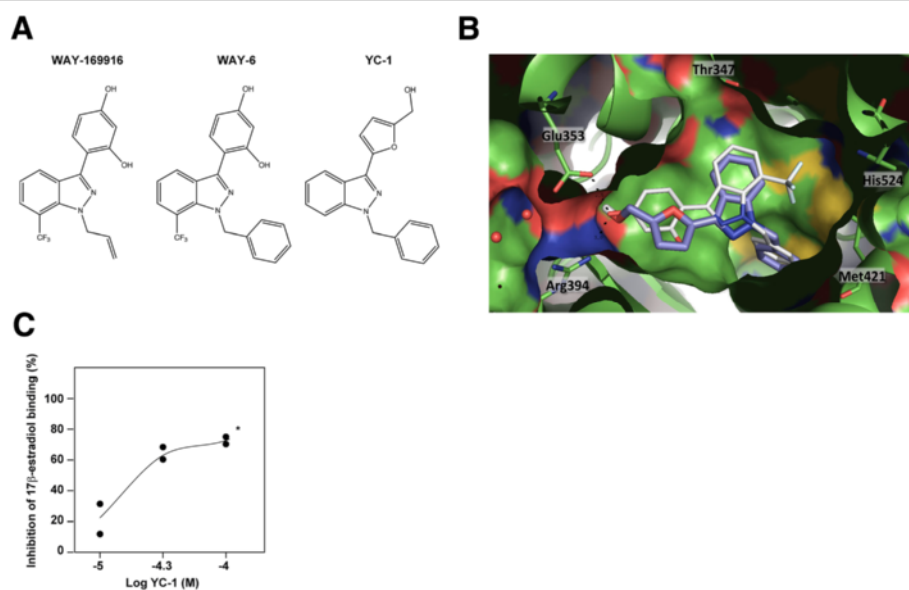 A
WAY-169916
WAY-6
YC-1
OH
OH
N
N
CF3
OH
OH
N
N
CF3
OH
O
N
N
B
Thr347
Glu353
His524
Met421
Arg394
C
Inhibition of 17β-estradiol binding (%)
100
80
60
40
20
0
*
-5
-4.3
-4
Log YC-1 (M)